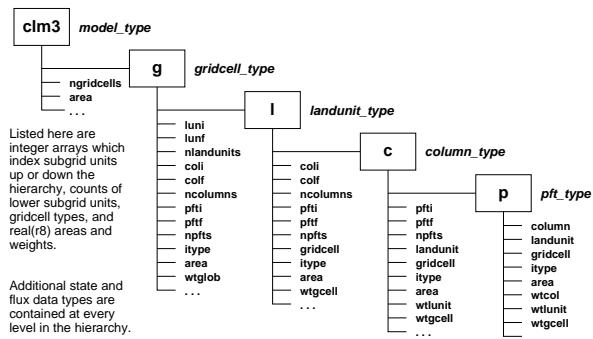 clm3
model_type
ngridcells
area
. . .
g
gridcell_type
luni
lunf
nlandunits
coli
colf
ncolumns
pfti
pftf
npfts
itype
area
wtglob
. . .
l
landunit_type
coli
colf
ncolumns
pfti
pftf
npfts
gridcell
itype
area
wtgcell
. . .
c
column_type
pfti
pftf
npfts
landunit
gridcell
itype
area
wtlunit
wtgcell
. . .
p
pft_type
column
landunit
gridcell
itype
area
wtcol
wtlunit
wtgcell
Listed here are
integer arrays which
index subgrid units
up or down the
hierarchy, counts of
lower subgrid units,
gridcell types, and
real(r8) areas and
weights.
Additional state and
flux data types are
contained at every
level in the hierarchy.